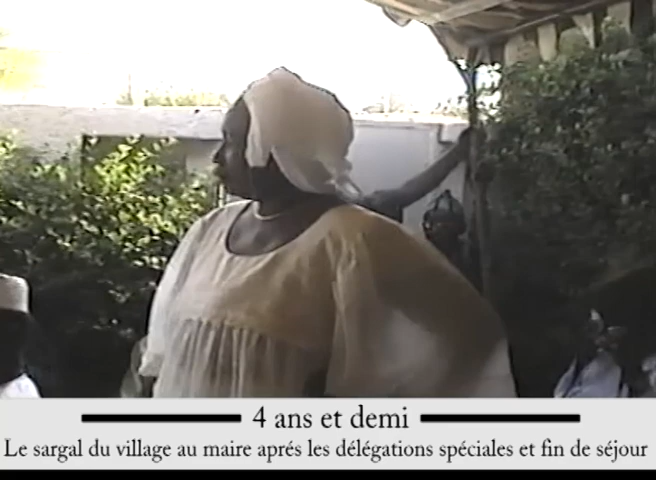 4 ans et demi
Le sargal du village au maire aprés les délégations spéciales et fin de séjour